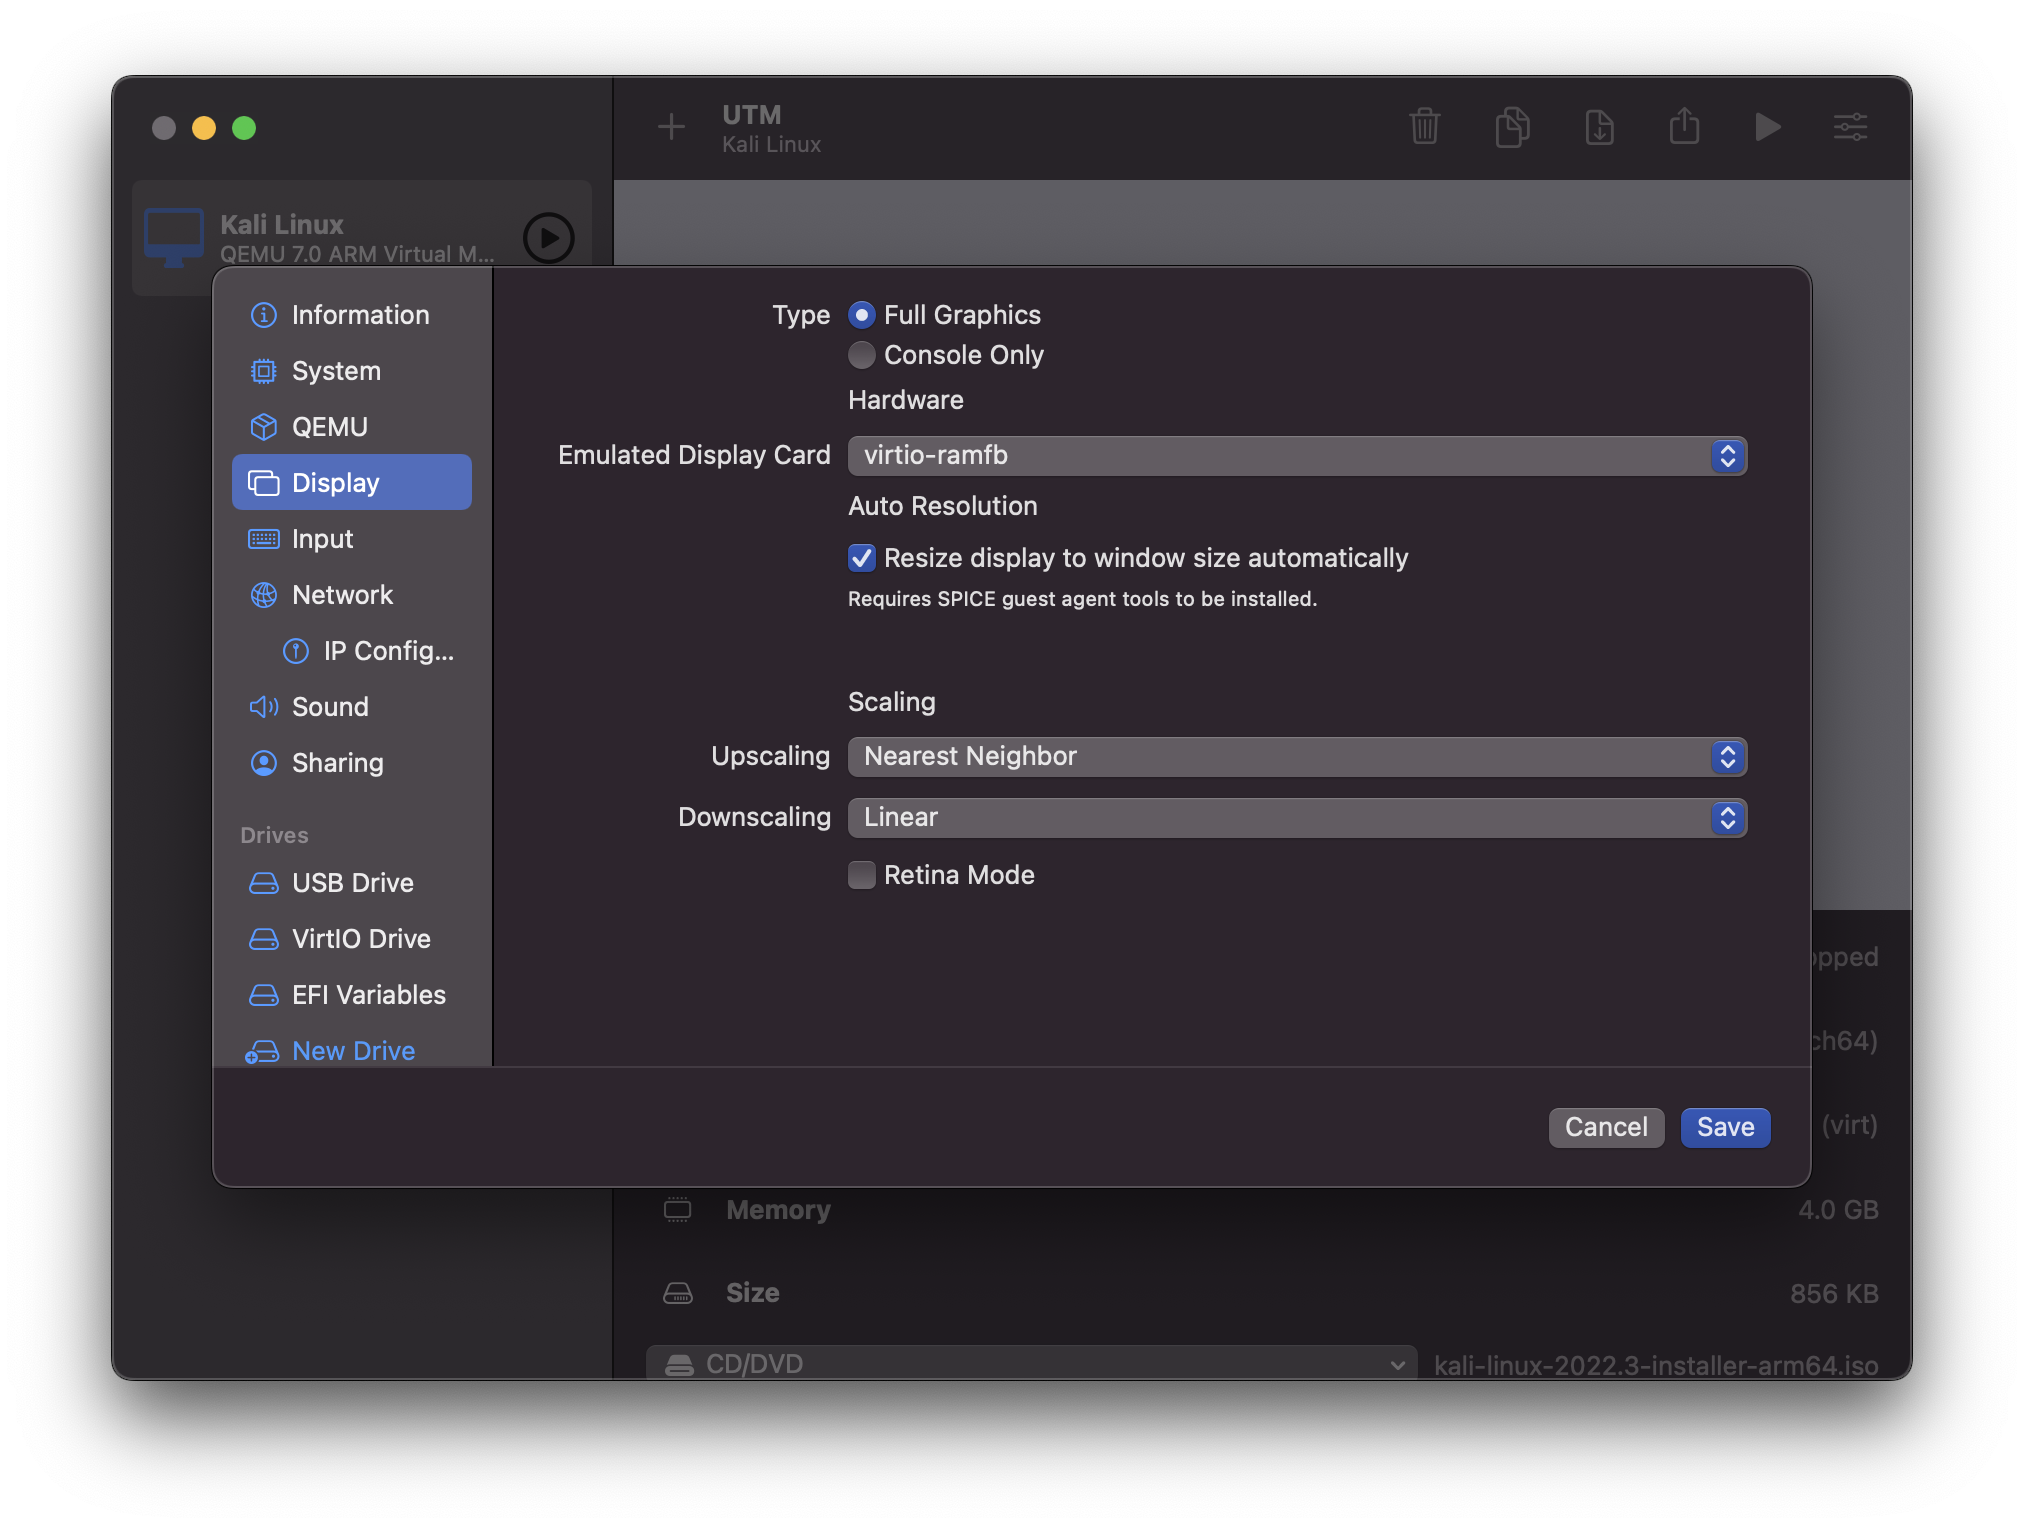 UTM
Kali Linux
Kali Linux
QEMU 7.0 ARM Virtual M...
Information
System
QEMU
Display
Input
Network
IP Config...
Sound
Sharing
Drives
USB Drive
VirtIO Drive
EFI Variables
New Drive
Type
Full Graphics
Console Only
Hardware
Emulated Display Card
virtio-ramfb
Auto Resolution
Resize display to window size automatically
Requires SPICE guest agent tools to be installed.
Scaling
Upscaling
Nearest Neighbor
Downscaling
Linear
Retina Mode
Cancel
Save
(virt)
Memory
4.0 GB
Size
856 KB
CD/DVD
kali-linux-2022.3-installer-arm64.iso